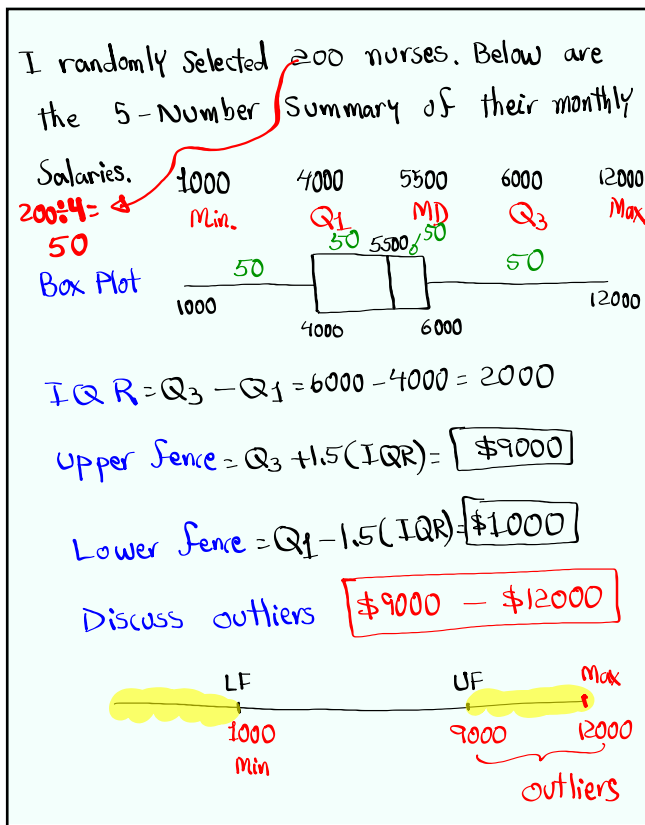 I randomly selected 200 nurses. Below are
the 5-Number Summary of their monthly
Salaries.
1000 4000 5500 6000 12000
200÷4= Min. Q1 MD Q3 Max
50
50 50 5500 50 50
Box Plot
1000 12000
4000 6000
IQR = Q3 - Q1 = 6000 - 4000 = 2000
Upper fence = Q3 + 1.5(IQR) = $9000
Lower fence = Q1 - 1.5(IQR) = $1000
Discuss outliers $9000 - $12000
LF UF Max
1000 9000 12000
Min
outliers